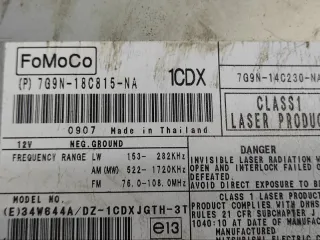 FoMoCo
(P) 7G9N-18C815-NA 1CDX 7G9N-14C230-NA
0907 Made in Thailand
CLASS1
LASER PRODUC
12V NEG.GROUND
FREQUENCY RANGE LW 153- 282KHz
AM (MW) 522- 1720KHz
FM 76.0-108.0MHz
DANGER
INVISIBLE LASER RADIATION W
OPEN AND INTERLOCK FAILED O
AVOID DIRECT EXPOSURE TO BE
MODEL NO.
(E)34W644A/DZ-1CDXJGTH-3T
e13
CLASS 1 LASER PRODUCT
PRODUCT COMPLIES WITH DHHS
RULES 21 CFR SUBCHAPTER J
1040:10 AT DATE OF MANUFAC